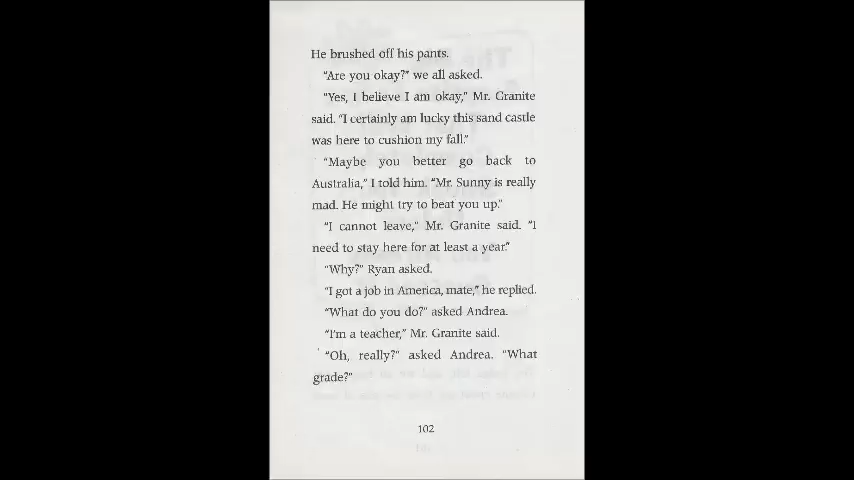 He brushed off his pants.
"Are you okay?" we all asked.
"Yes, I believe I am okay," Mr. Granite
said. "I certainly am lucky this sand castle
was here to cushion my fall."
"Maybe you better go back to
Australia," I told him. "Mr. Sunny is really
mad. He might try to beat you up."
"I cannot leave," Mr. Granite said. "I
need to stay here for at least a year."
"Why?" Ryan asked.
"I got a job in America, mate," he replied.
"What do you do?" asked Andrea.
"I'm a teacher," Mr. Granite said.
"Oh, really?" asked Andrea. "What
grade?"
102